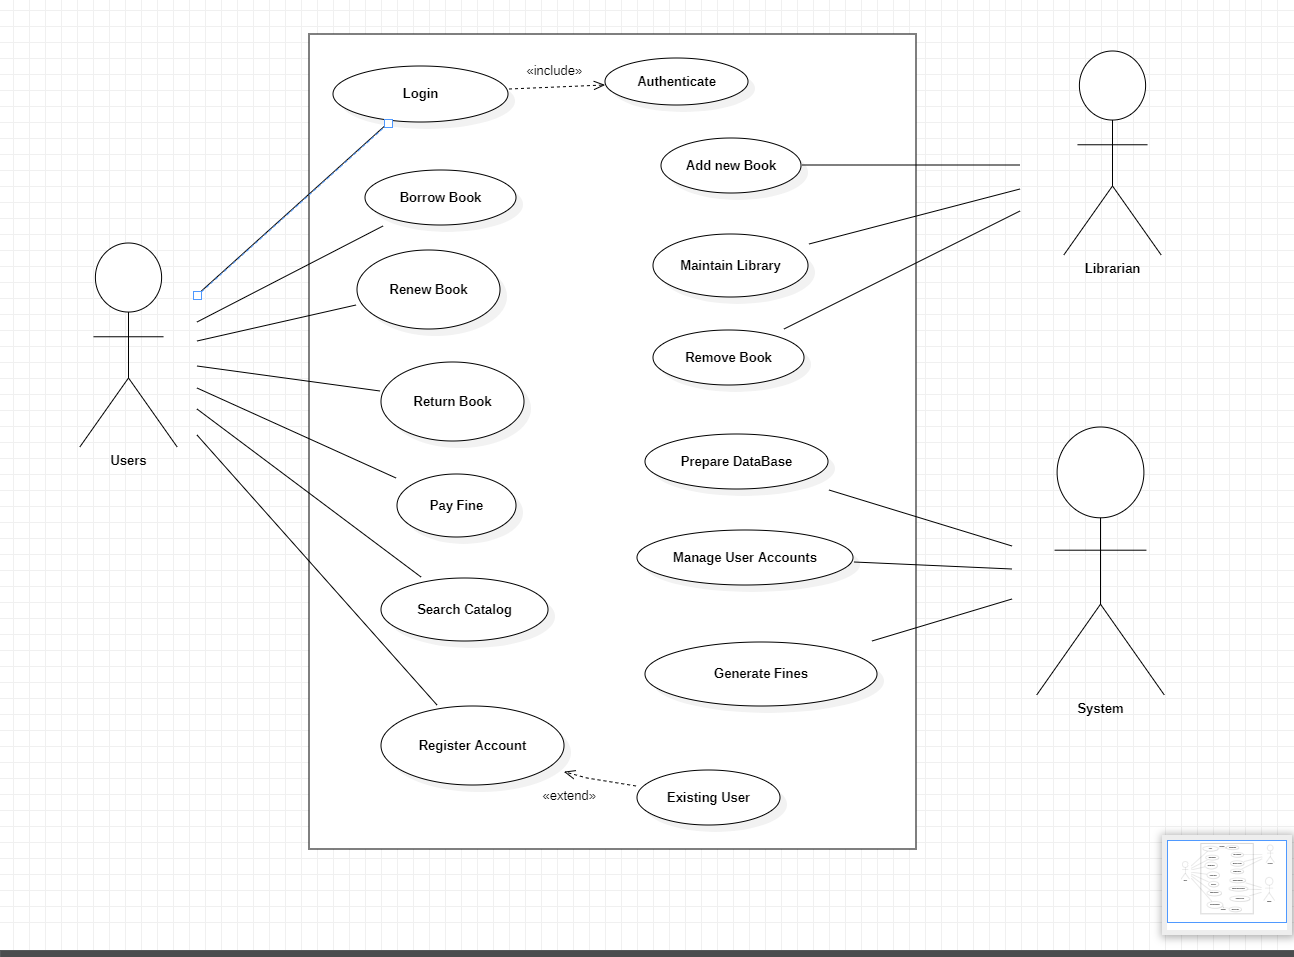 «include»
Login
Authenticate
Add new Book
Borrow Book
Maintain Library
Librarian
Renew Book
Remove Book
Return Book
Users
Prepare DataBase
Pay Fine
Manage User Accounts
Search Catalog
Generate Fines
System
Register Account
«extend»
Existing User